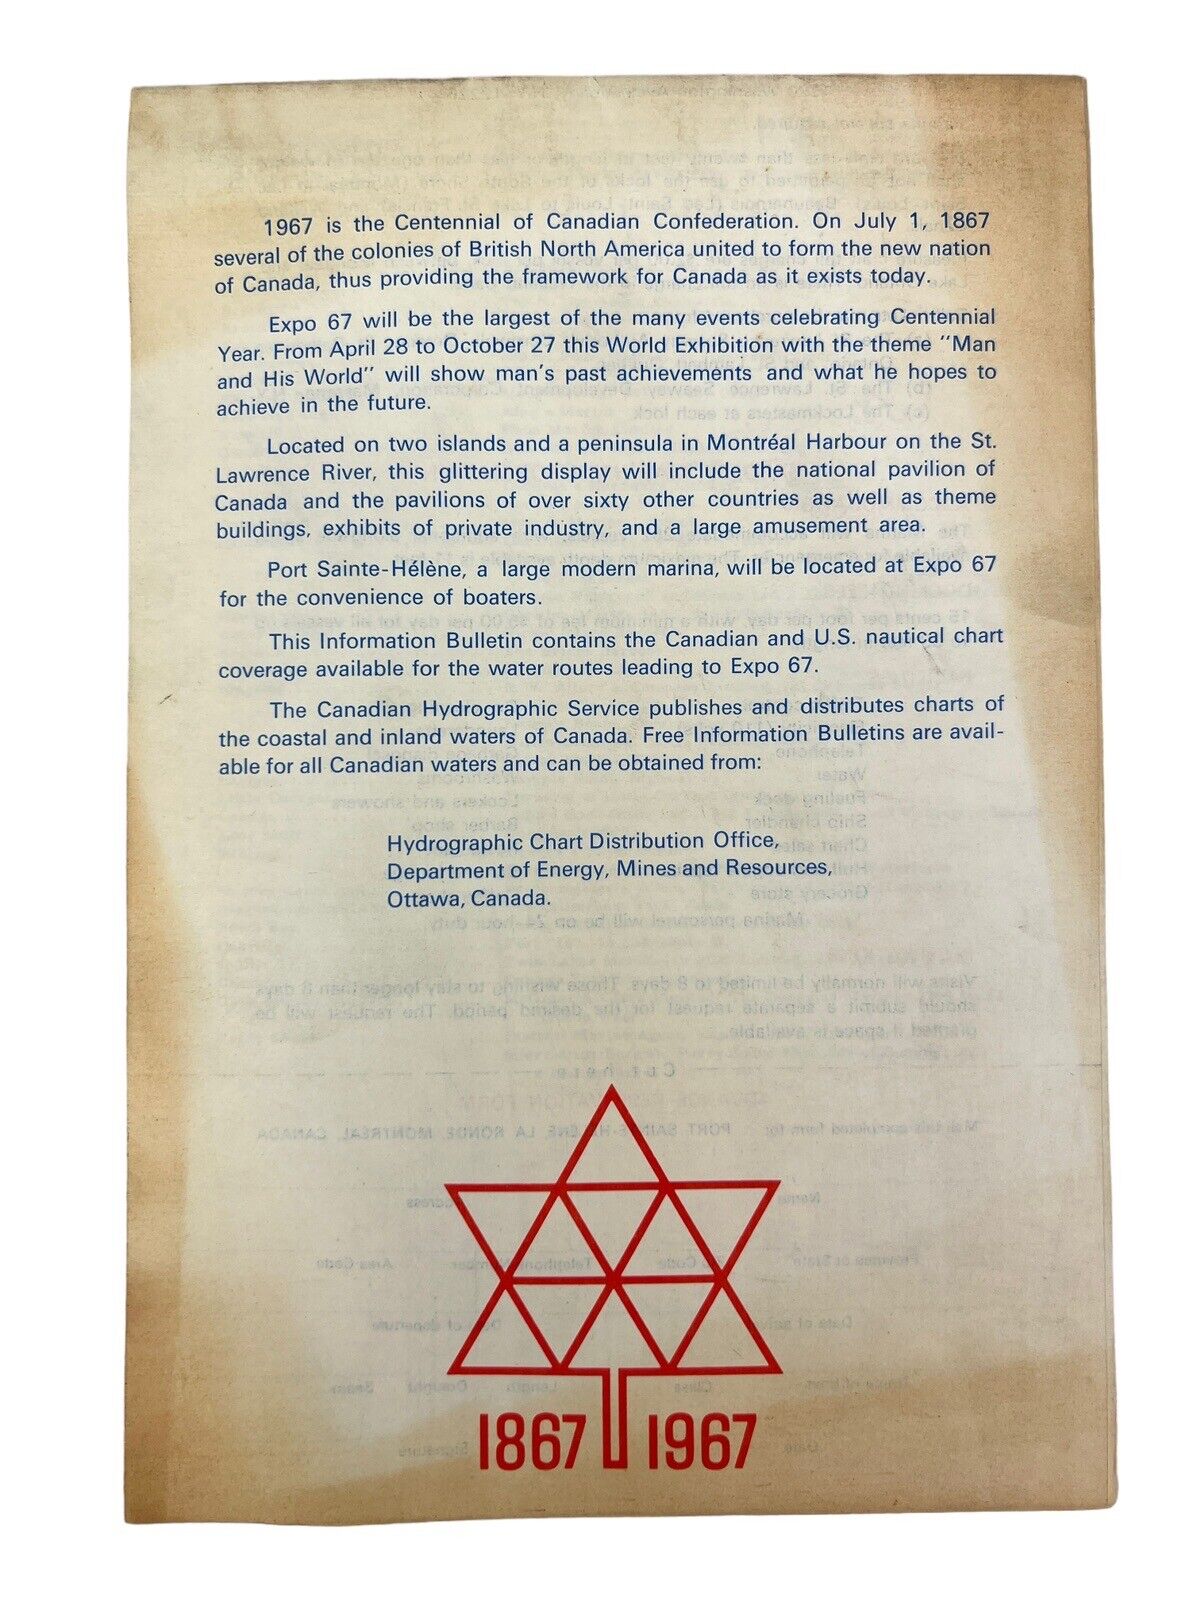 1967 is the Centennial of Canadian Confederation. On July 1, 1867
several of the colonies of British North America united to form the new nation
of Canada, thus providing the framework for Canada as it exists today.
Expo 67 will be the largest of the many events celebrating Centennial
Year. From April 28 to October 27 this World Exhibition with the theme "Man
and His World" will show man's past achievements and what he hopes to
achieve in the future.
Located on two islands and a peninsula in Montréal Harbour on the St.
Lawrence River, this glittering display will include the national pavilion of
Canada and the pavilions of over sixty other countries as well as theme
buildings, exhibits of private industry, and a large amusement area.
Port Sainte-Hélène, a large modern marina, will be located at Expo 67
for the convenience of boaters.
This Information Bulletin contains the Canadian and U.S. nautical chart
coverage available for the water routes leading to Expo 67.
The Canadian Hydrographic Service publishes and distributes charts of
the coastal and inland waters of Canada. Free Information Bulletins are avail-
able for all Canadian waters and can be obtained from:
Hydrographic Chart Distribution Office,
Department of Energy, Mines and Resources,
Ottawa, Canada.
1867 1967